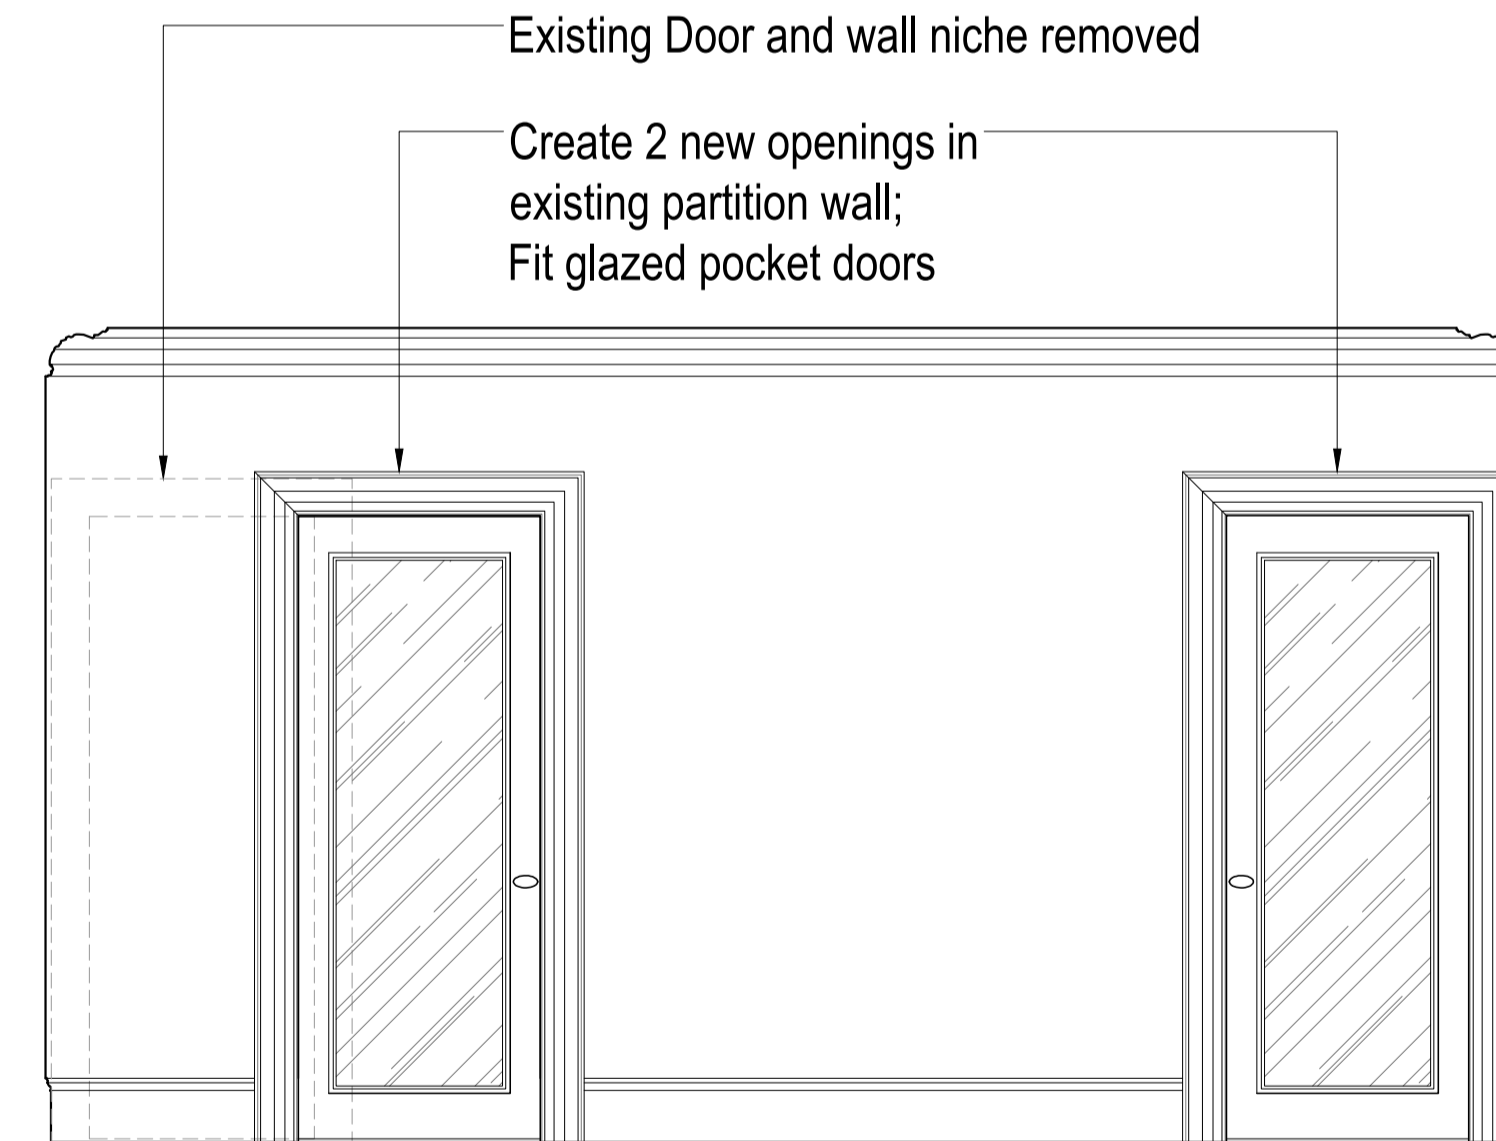 Existing Door and wall niche removed
Create 2 new openings in
existing partition wall;
Fit glazed pocket doors